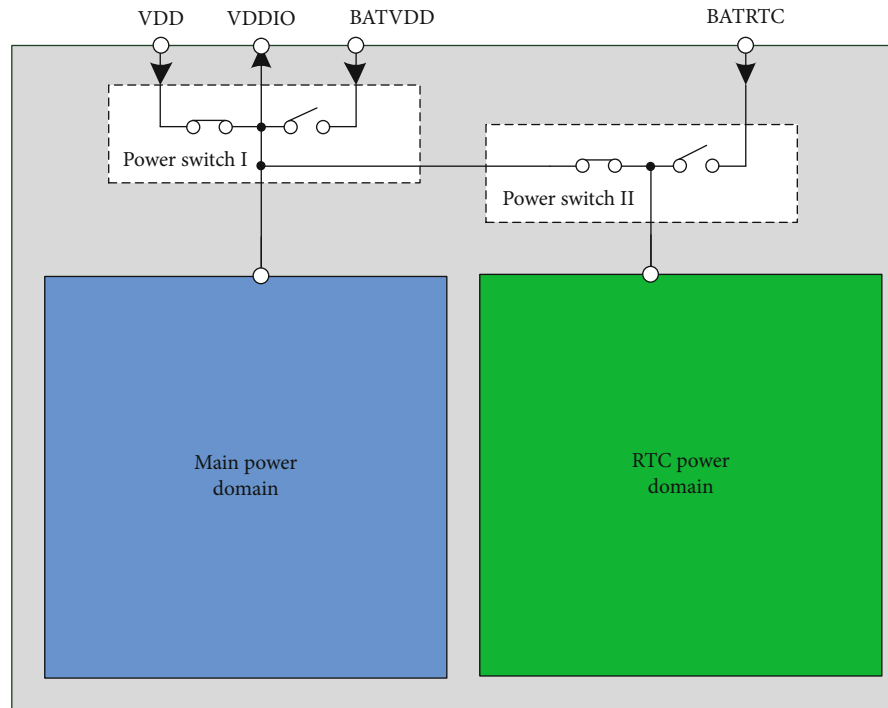 VDD
VDDIO
BATVDD
BATRTC
Power switch I
Power switch II
Main power
domain
RTC power
domain